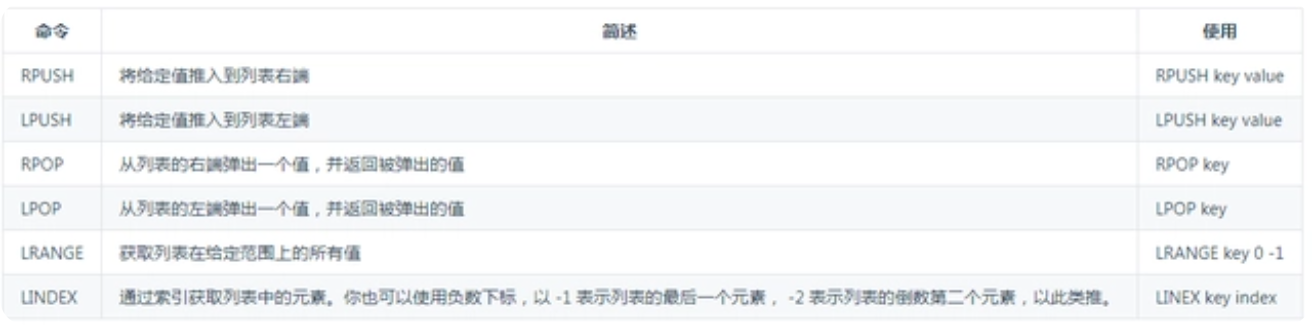 命令 简述 使用
RPUSH 将给定值推入到列表右端 RPUSH key value
LPUSH 将给定值推入到列表左端 LPUSH key value
RPOP 从列表的右端弹出一个值，并返回被弹出的值 RPOP key
LPOP 从列表的左端弹出一个值，并返回被弹出的值 LPOP key
LRANGE 获取列表在给定范围上的所有值 LRANGE key 0 -1
LINDEX 通过索引获取列表中的元素。你也可以使用负数下标，以 -1 表示列表的最后一个元素， -2 表示列表的倒数第二个元素，以此类推。 LINEX key index